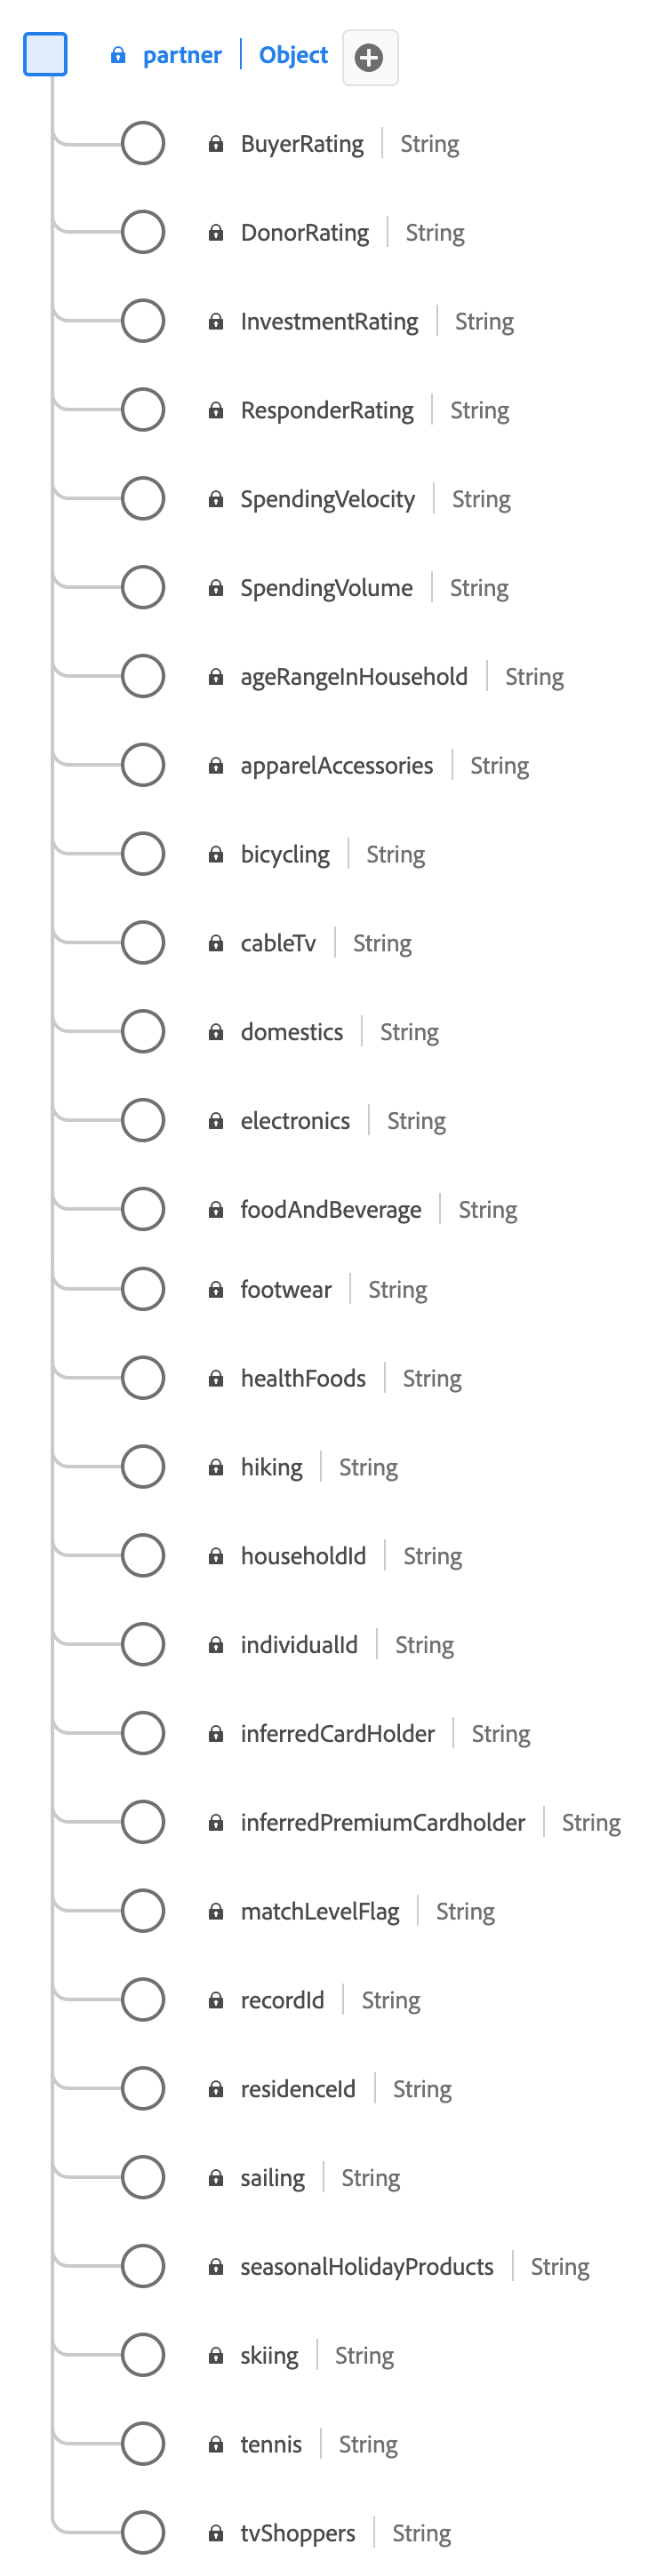 partner | Object
BuyerRating | String
DonorRating | String
InvestmentRating | String
ResponderRating | String
SpendingVelocity | String
SpendingVolume | String
ageRangeInHousehold | String
apparelAccessories | String
bicycling | String
cableTv | String
domestics | String
electronics | String
foodAndBeverage | String
footwear | String
healthFoods | String
hiking | String
householdId | String
individualId | String
inferredCardHolder | String
inferredPremiumCardholder | String
matchLevelFlag | String
recordId | String
residenceId | String
sailing | String
seasonalHolidayProducts | String
skiing | String
tennis | String
tvShoppers | String